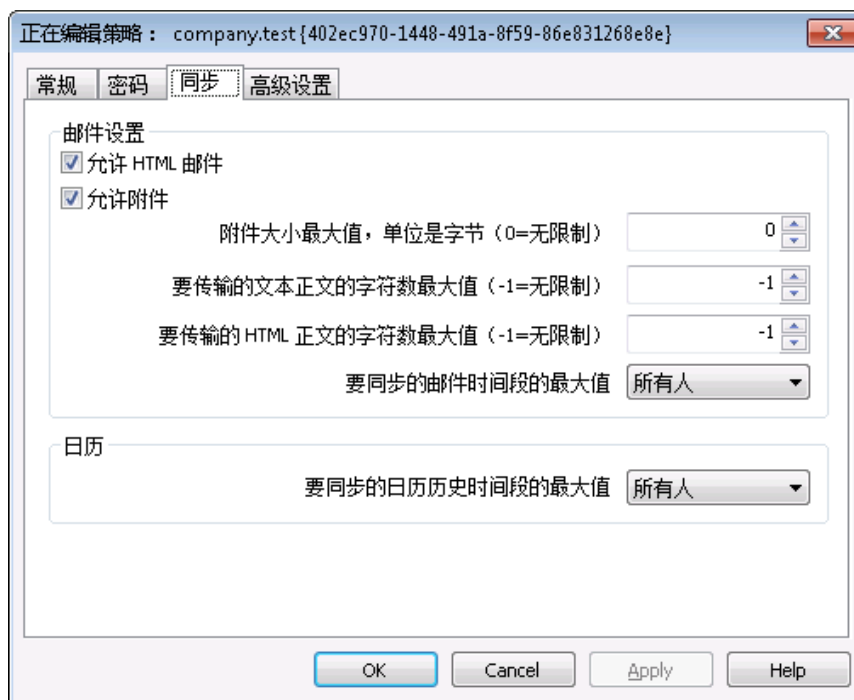 正在编辑策略： company.test{402ec970-1448-491a-8f59-86e831268e8e}
常规 密码 同步 高级设置
邮件设置
允许 HTML 邮件
允许附件
附件大小最大值，单位是字节（0=无限制） 0
要传输的文本正文的字符数最大值（-1=无限制） -1
要传输的 HTML 正文的字符数最大值（-1=无限制） -1
要同步的邮件时间段的最大值 所有人
日历
要同步的日历历史时间段的最大值 所有人
OK Cancel Apply Help